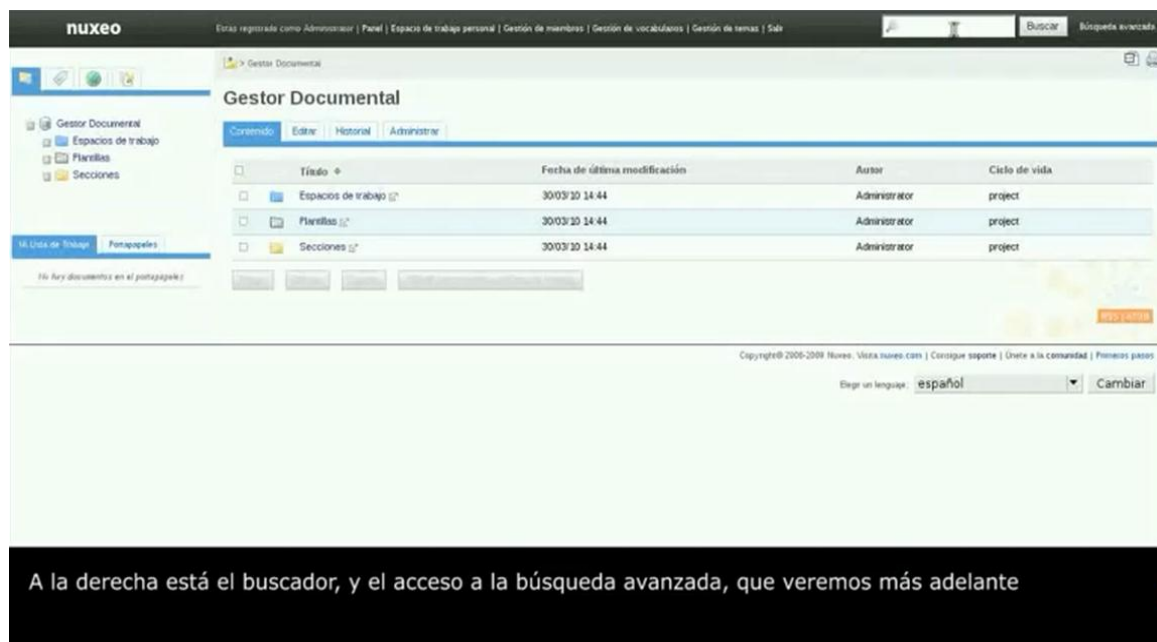 nuxeo
Estás registrado como Administrator | Panel | Espacio de trabajo personal | Gestión de miembros | Gestión de vocabularios | Gestión de temas | Salir
Buscar
Búsqueda avanzada
> Gestor Documental
Gestor Documental
Contenido Editar Historial Administrar
Gestor Documental
Espacios de trabajo
Plantillas
Secciones
Título Fecha de última modificación Autor Ciclo de vida
Espacios de trabajo 30/03/10 14:44 Administrator project
Plantillas 30/03/10 14:44 Administrator project
Secciones 30/03/10 14:44 Administrator project
Mi Lista de Trabajo Portapapeles
No hay documentos en el portapapeles
Copyright© 2006-2009 Nuxeo. Visita nuxeo.com | Consigue soporte | Únete a la comunidad | Primeros pasos
Elegir un lenguaje: español Cambiar
A la derecha está el buscador, y el acceso a la búsqueda avanzada, que veremos más adelante